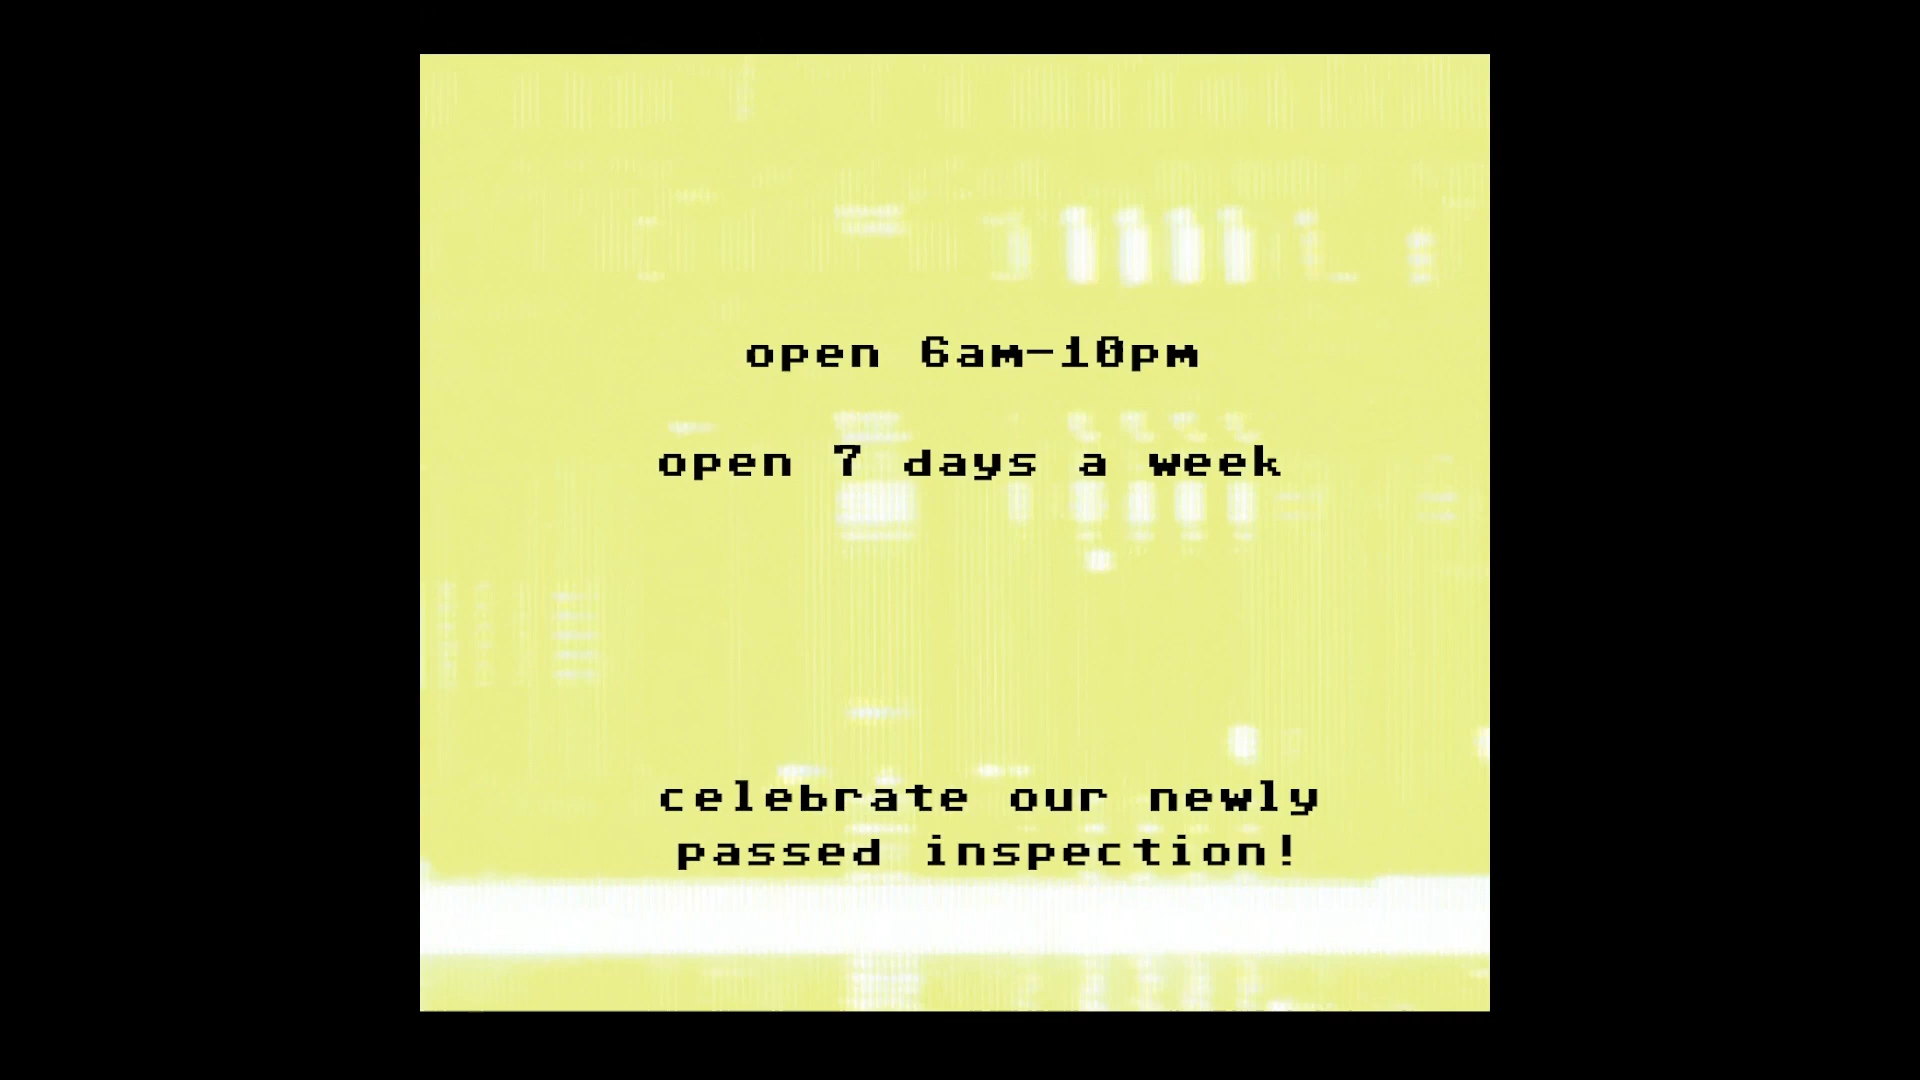 open 6am-10pm
open 7 days a week
celebrate our newly
passed inspection!